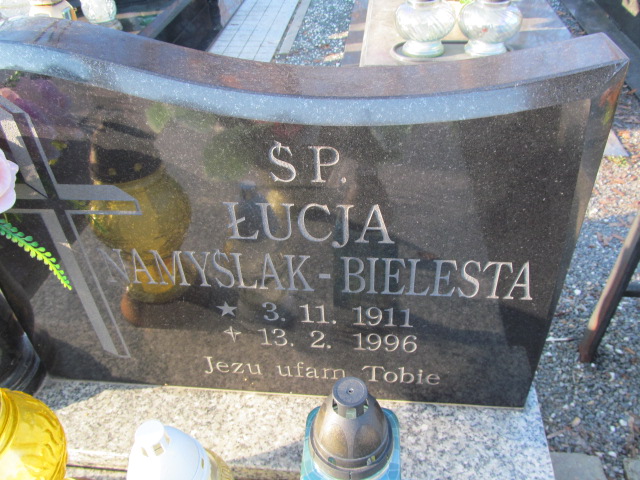 ŚP.
ŁUCJA
NAMYŚLAK-BIELESTA
★ 3. 11. 1911
✝ 13. 2. 1996
Jezu ufam Tobie